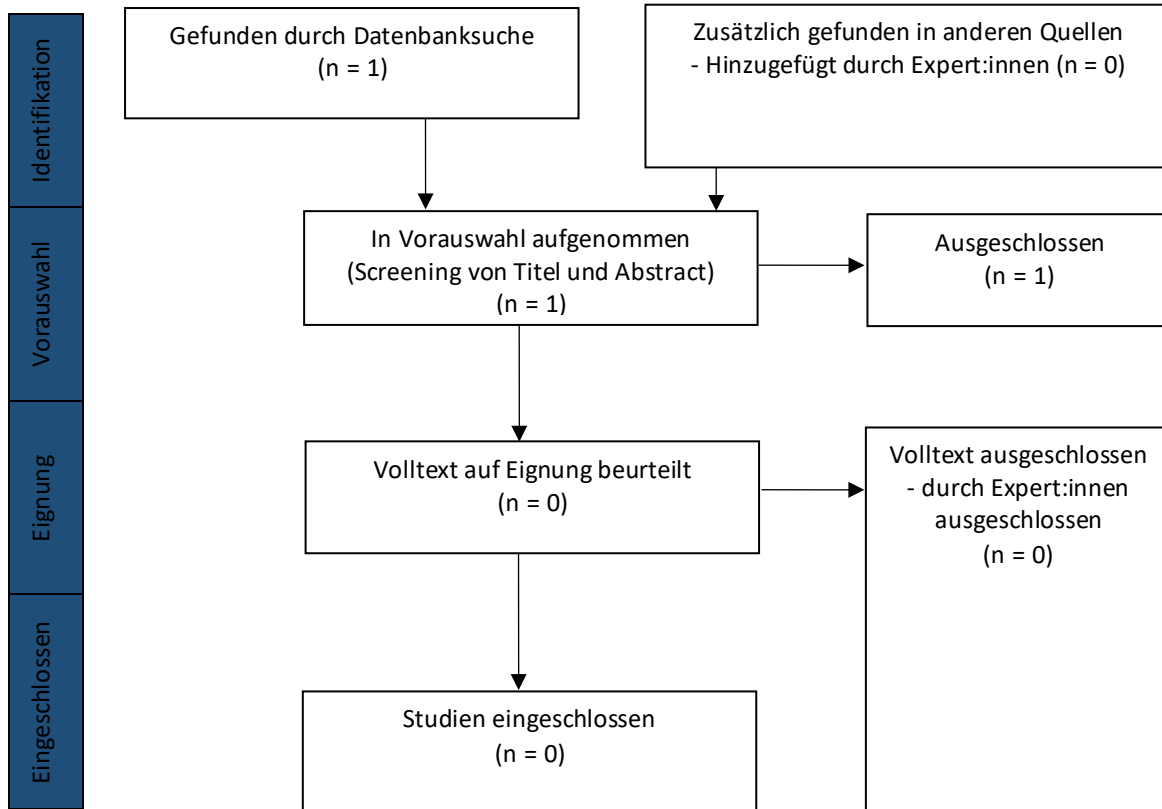 Identifikation
Gefunden durch Datenbanksuche
(n = 1)
Zusätzlich gefunden in anderen Quellen
- Hinzugefügt durch Expert:innen (n = 0)
Vorauswahl
In Vorauswahl aufgenommen
(Screening von Titel und Abstract)
(n = 1)
Ausgeschlossen
(n = 1)
Eignung
Volltext auf Eignung beurteilt
(n = 0)
Volltext ausgeschlossen
- durch Expert:innen
ausgeschlossen
(n = 0)
Eingeschlossen
Studien eingeschlossen
(n = 0)